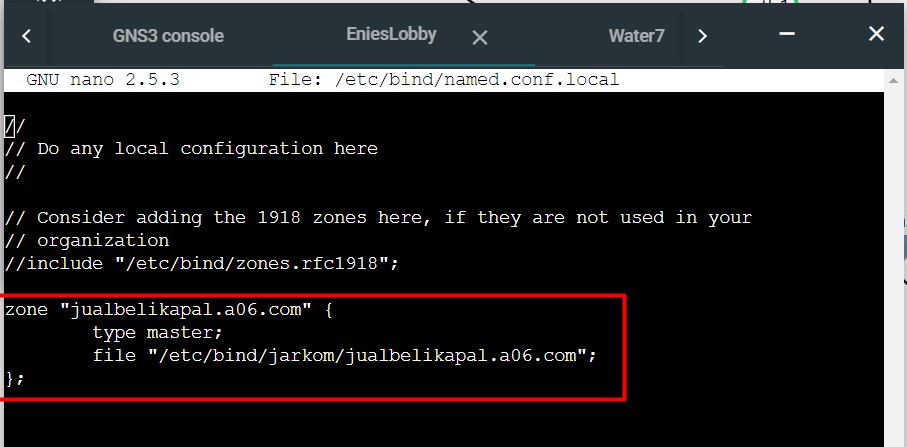 GNS3 console EniesLobby Water7
GNU nano 2.5.3 File: /etc/bind/named.conf.local
//
// Do any local configuration here
//
// Consider adding the 1918 zones here, if they are not used in your
// organization
//include "/etc/bind/zones.rfc1918";
zone "jualbelikapal.a06.com" {
type master;
file "/etc/bind/jarkom/jualbelikapal.a06.com";
};